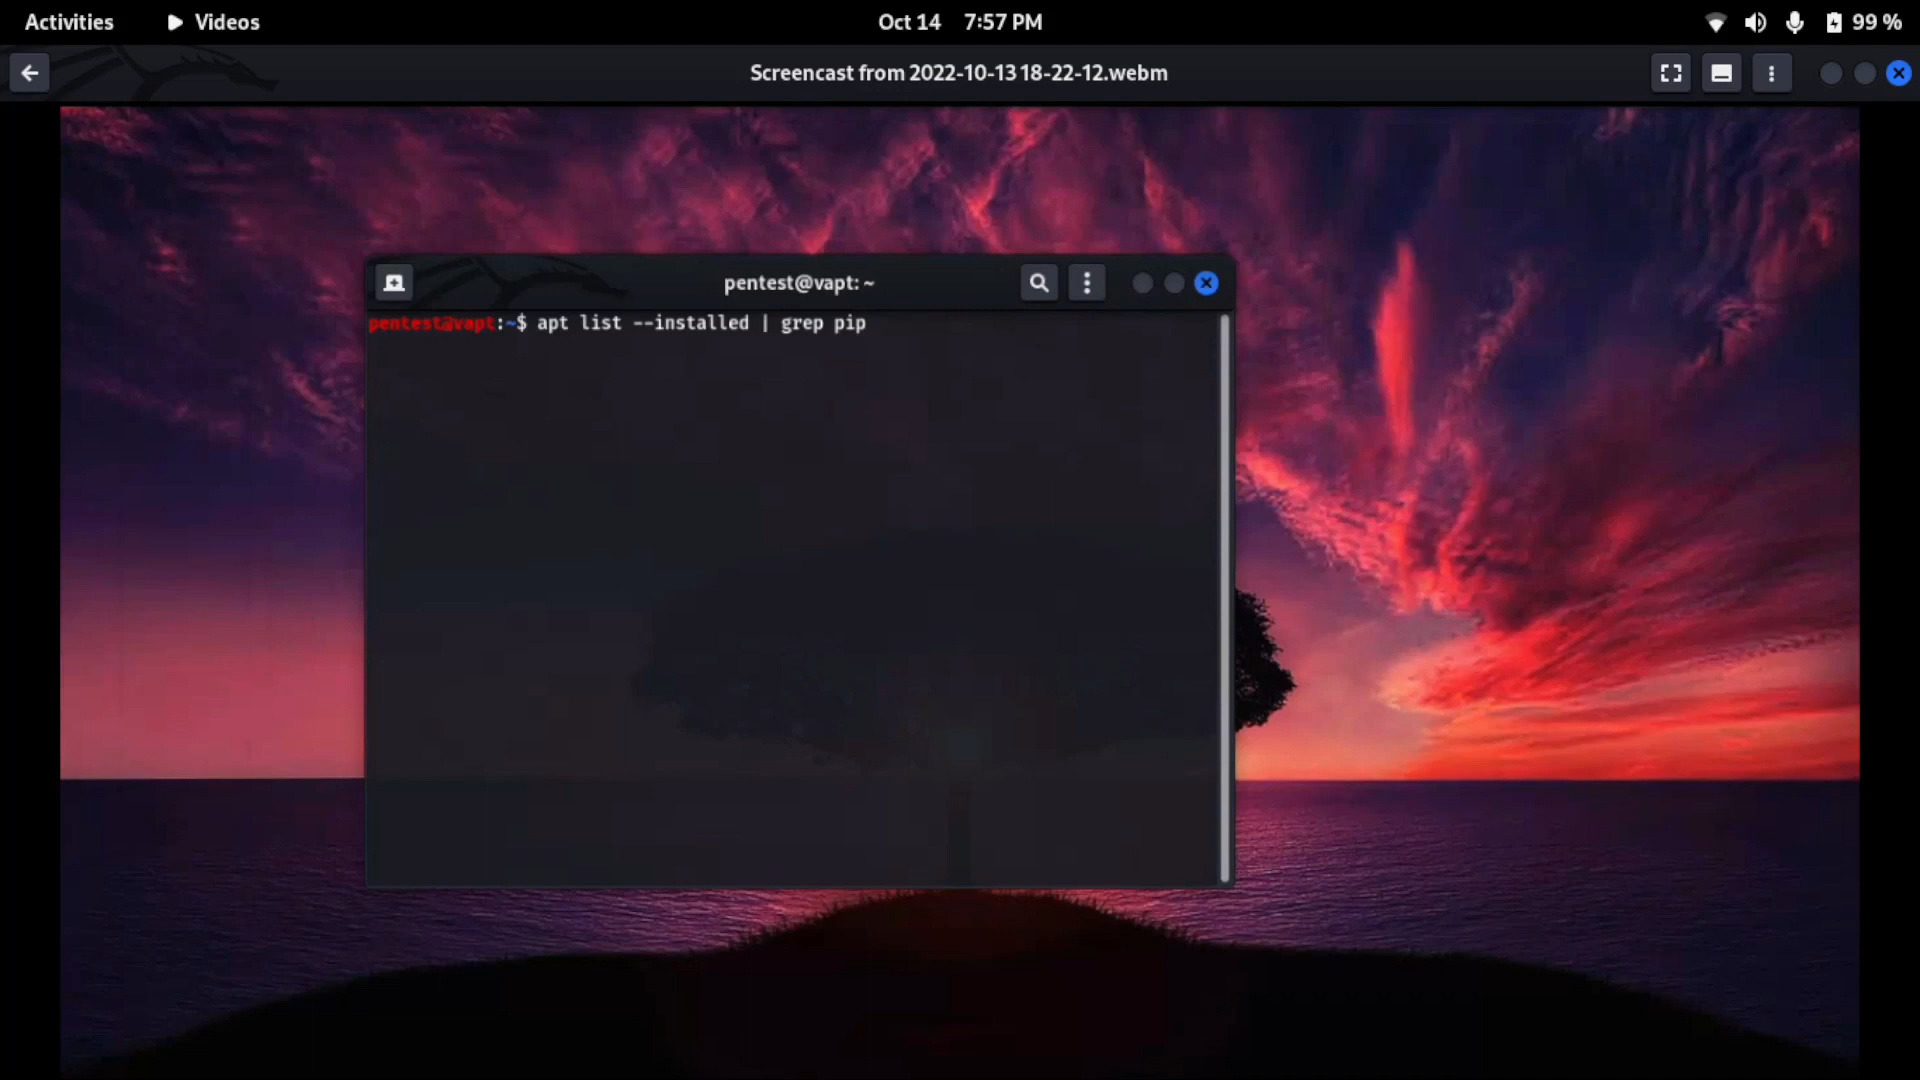 Activities Videos Oct 14 7:57 PM 99 %
Screencast from 2022-10-13 18-22-12.webm
pentest@vapt: ~
pentest@vapt:~$ apt list --installed | grep pip